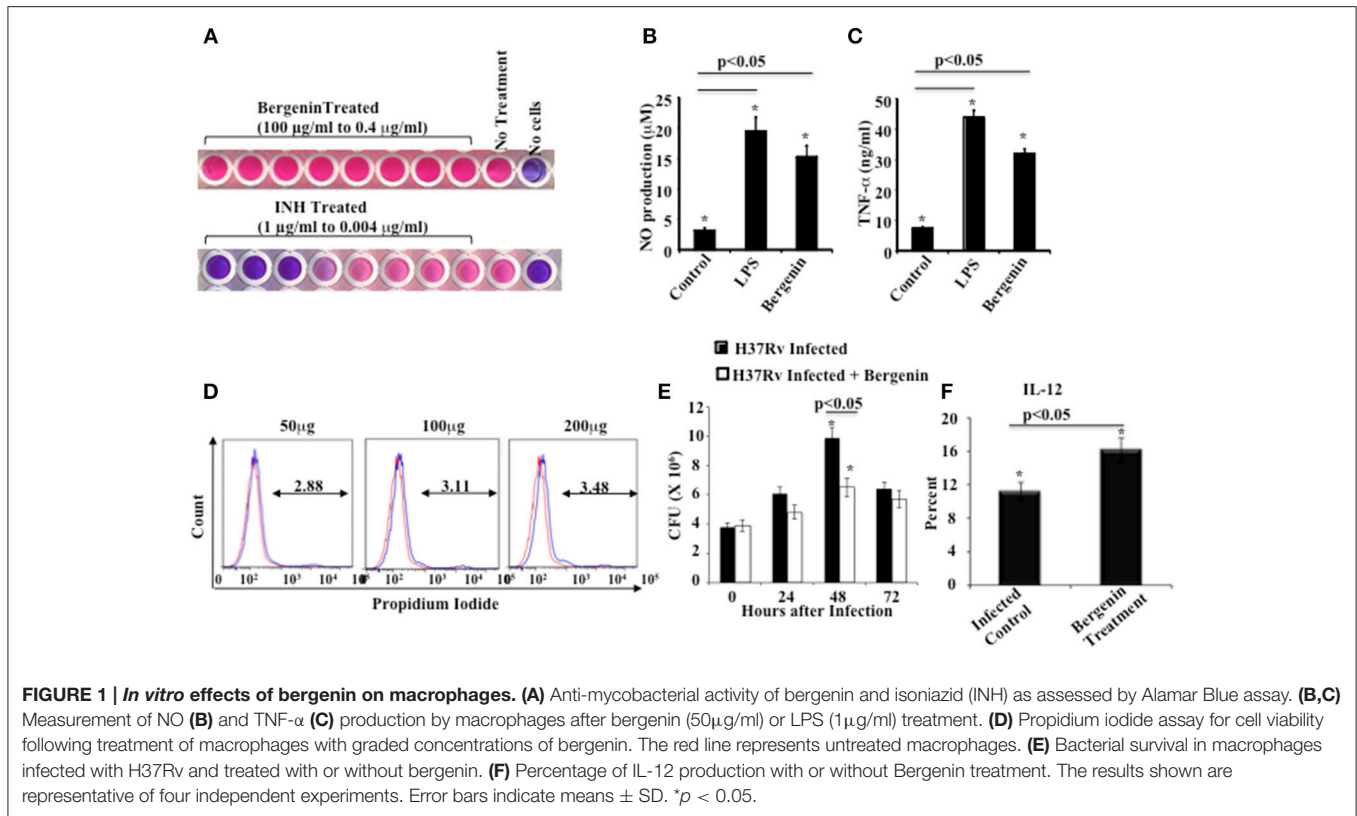 A
BergeninTreated
(100 µg/ml to 0.4 µg/ml)
No Treatment
No cells
INH Treated
(1 µg/ml to 0.004 µg/ml)
B
p<0.05
NO production (µM)
25
20
15
10
5
0
*
*
*
Control
LPS
Bergenin
C
p<0.05
TNF-α (ng/ml)
50
40
30
20
10
0
*
*
*
Control
LPS
Bergenin
D
50µg
100µg
200µg
Count
2.88
3.11
3.48
0 10² 10³ 10⁴
10² 10³ 10⁴
10² 10³ 10⁴ 10⁵
Propidium Iodide
H37Rv Infected
H37Rv Infected + Bergenin
E
p<0.05
CFU (X 10⁶)
12
10
8
6
4
2
0
*
*
0 24 48 72
Hours after Infection
F
IL-12
p<0.05
Percent
20
16
12
8
4
0
*
*
Infected
Control
Bergenin
Treatment
FIGURE 1 | In vitro effects of bergenin on macrophages. (A) Anti-mycobacterial activity of bergenin and isoniazid (INH) as assessed by Alamar Blue assay. (B,C)
Measurement of NO (B) and TNF-α (C) production by macrophages after bergenin (50µg/ml) or LPS (1µg/ml) treatment. (D) Propidium iodide assay for cell viability
following treatment of macrophages with graded concentrations of bergenin. The red line represents untreated macrophages. (E) Bacterial survival in macrophages
infected with H37Rv and treated with or without bergenin. (F) Percentage of IL-12 production with or without Bergenin treatment. The results shown are
representative of four independent experiments. Error bars indicate means ± SD. *p < 0.05.